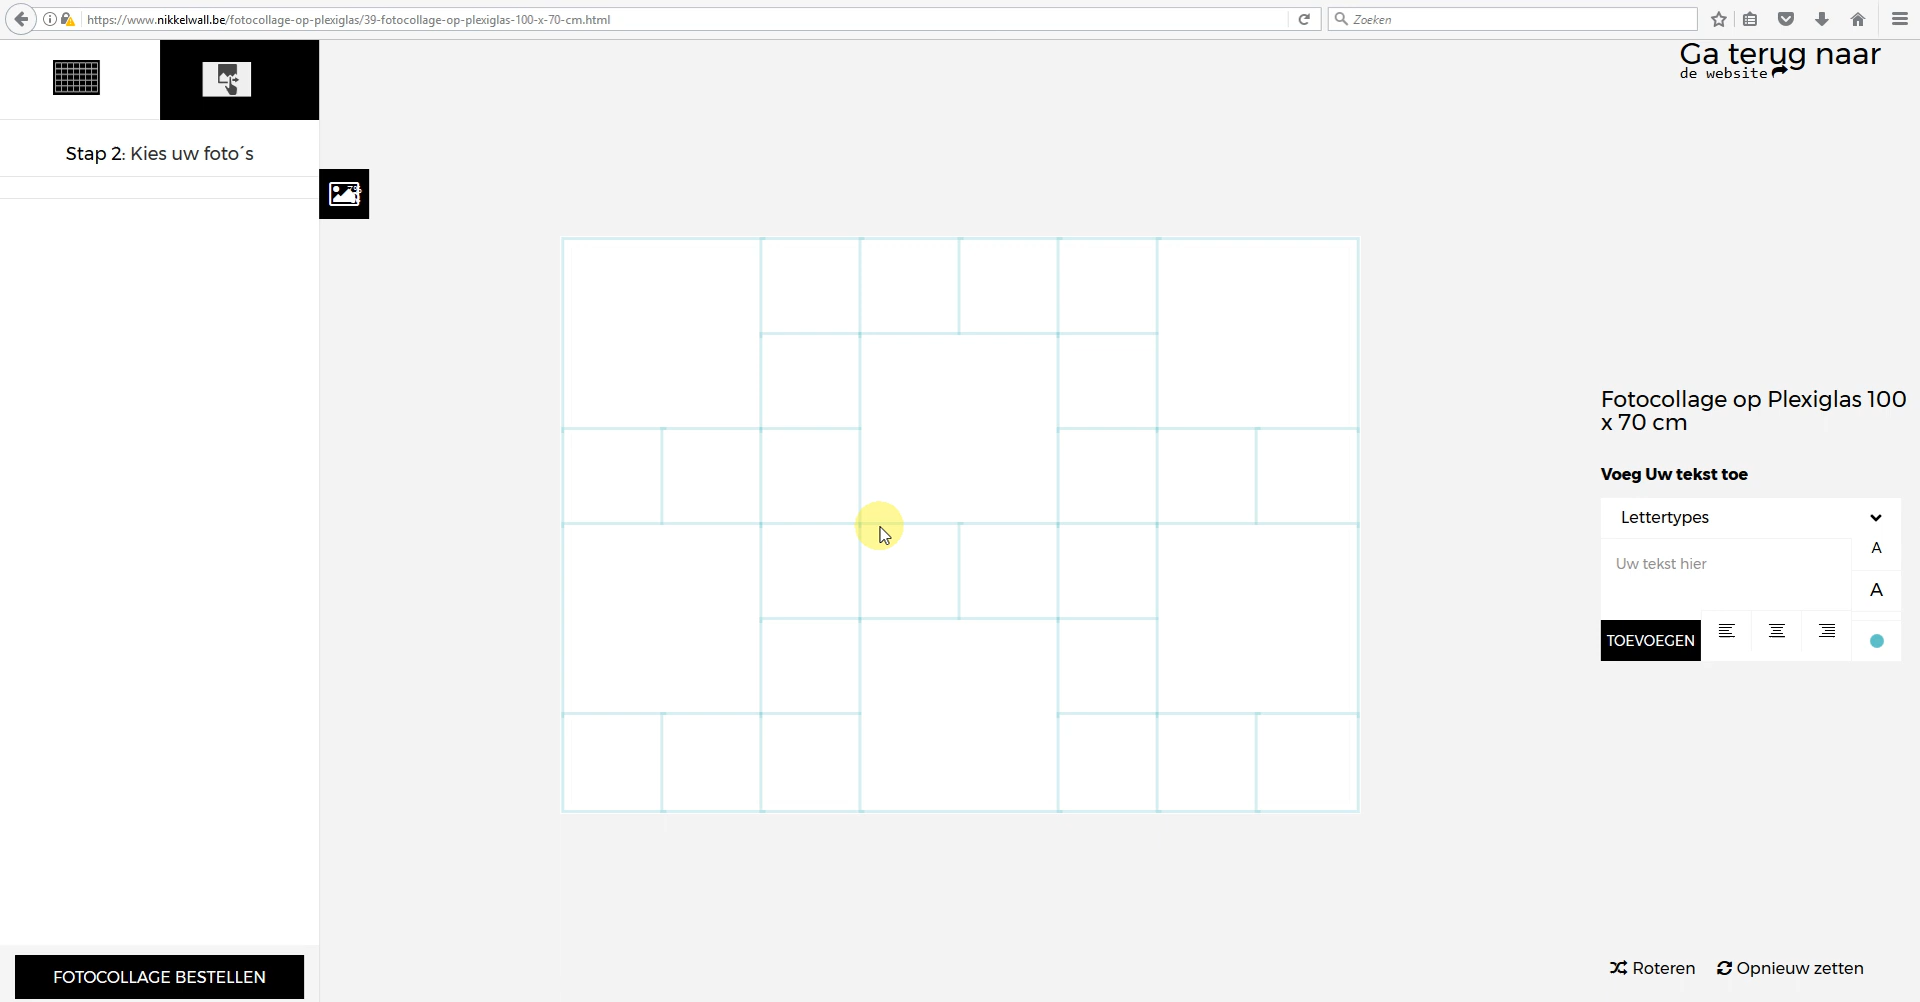 https://www.nikkelwall.be/fotocollage-op-plexiglas/39-fotocollage-op-plexiglas-100-x-70-cm.html
Zoeken
Ga terug naar
de website
Stap 2: Kies uw foto´s
Fotocollage op Plexiglas 100
x 70 cm
Voeg Uw tekst toe
Lettertypes
A
Uw tekst hier
A
TOEVOEGEN
FOTOCOLLAGE BESTELLEN
Roteren
Opnieuw zetten